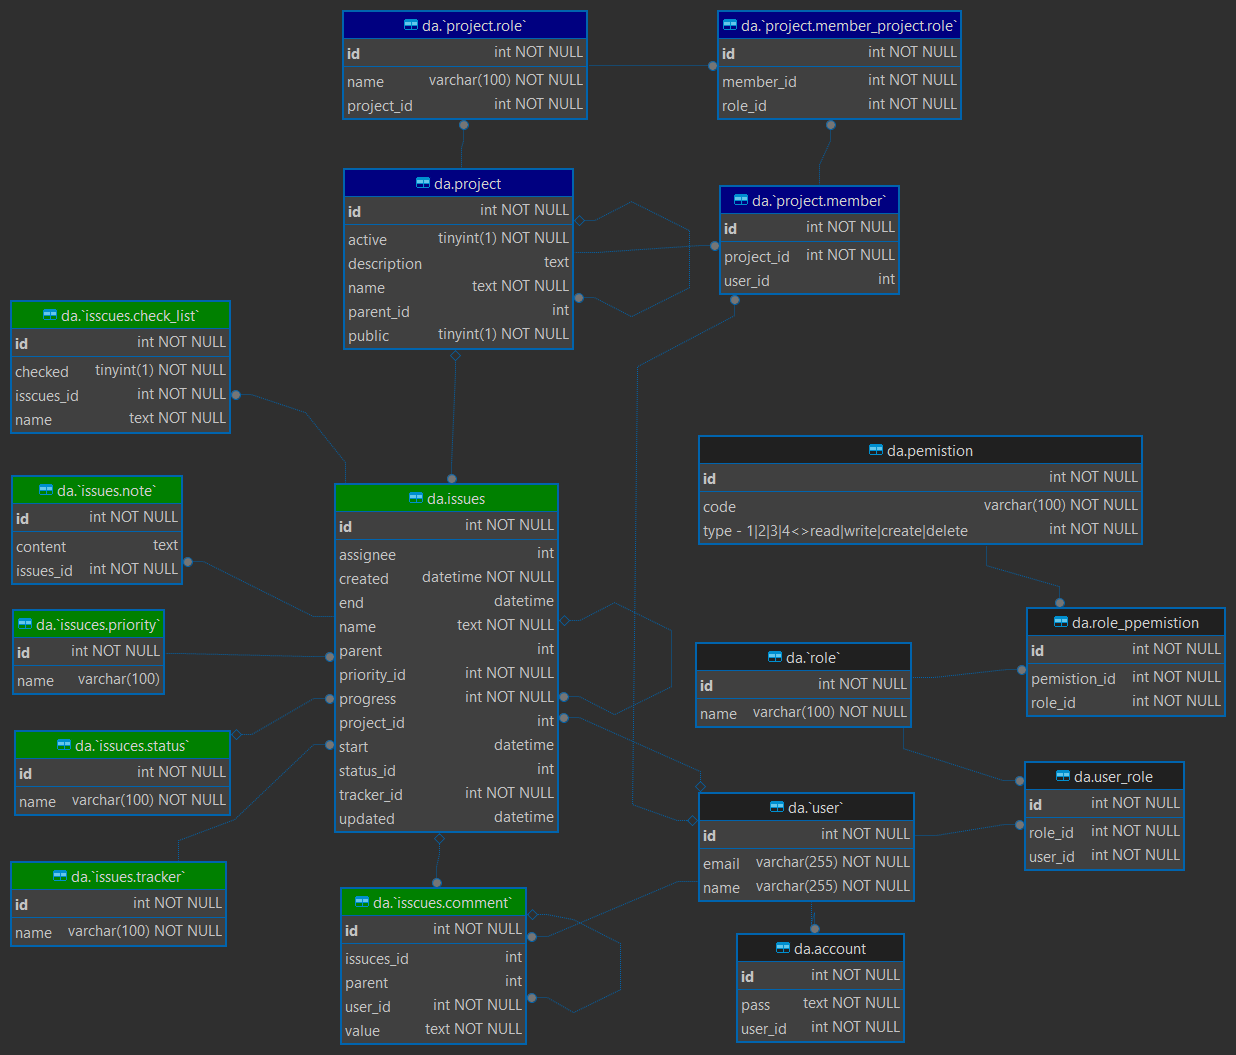 da.`project.role`
id int NOT NULL
name varchar(100) NOT NULL
project_id int NOT NULL
da.`project.member_project.role`
id int NOT NULL
member_id int NOT NULL
role_id int NOT NULL
da.project
id int NOT NULL
active tinyint(1) NOT NULL
description text
name text NOT NULL
parent_id int
public tinyint(1) NOT NULL
da.`project.member`
id int NOT NULL
project_id int NOT NULL
user_id int
da.`isscues.check_list`
id int NOT NULL
checked tinyint(1) NOT NULL
isscues_id int NOT NULL
name text NOT NULL
da.`issues.note`
id int NOT NULL
content text
issues_id int NOT NULL
da.`issuces.priority`
id int NOT NULL
name varchar(100)
da.`issuces.status`
id int NOT NULL
name varchar(100) NOT NULL
da.`issues.tracker`
id int NOT NULL
name varchar(100) NOT NULL
da.issues
id int NOT NULL
assignee int
created datetime NOT NULL
end datetime
name text NOT NULL
parent int
priority_id int NOT NULL
progress int NOT NULL
project_id int
start datetime
status_id int
tracker_id int NOT NULL
updated datetime
da.`isscues.comment`
id int NOT NULL
issuces_id int
parent int
user_id int NOT NULL
value text NOT NULL
da.pemistion
id int NOT NULL
code varchar(100) NOT NULL
type - 1|2|3|4<>read|write|create|delete int NOT NULL
da.role_ppemistion
id int NOT NULL
pemistion_id int NOT NULL
role_id int NOT NULL
da.`role`
id int NOT NULL
name varchar(100) NOT NULL
da.user_role
id int NOT NULL
role_id int NOT NULL
user_id int NOT NULL
da.`user`
id int NOT NULL
email varchar(255) NOT NULL
name varchar(255) NOT NULL
da.account
id int NOT NULL
pass text NOT NULL
user_id int NOT NULL